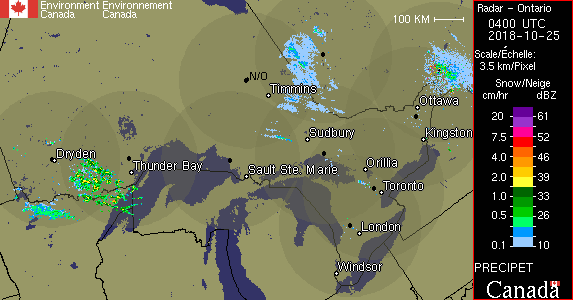 Environment Environnement
Canada Canada
100 KM
N/O
Timmins
Ottawa
Sudbury
Kingston
Dryden
Thunder Bay
Sault Ste. Marie
Orillia
Toronto
London
Windsor
Radar - Ontario
0400 UTC
2018-10-25
Scale/Échelle:
3.5 km/Pixel
Snow/Neige
cm/hr dBZ
20 61
7.5 57
5.0 52
4.0 46
2.0 39
1.0 33
0.5 26
0.1 10
PRECIPET
Canada